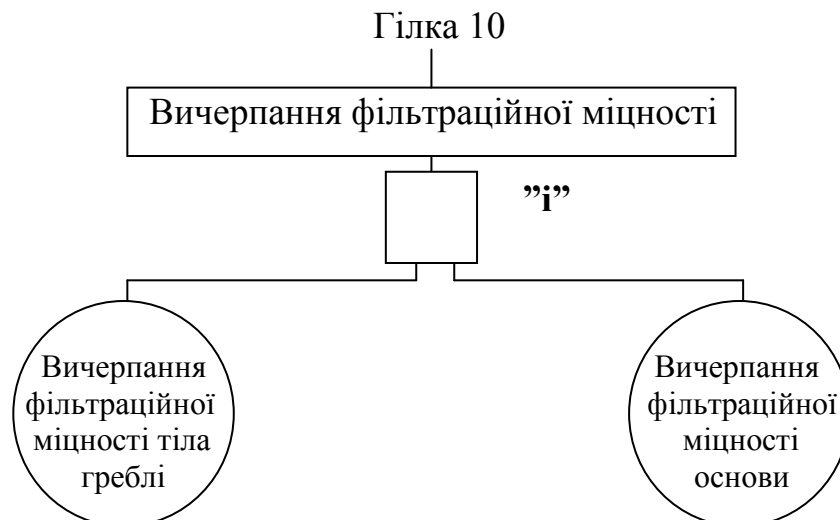 Гілка 10
Вичерпання фільтраційної міцності
”і”
Вичерпання
фільтраційної
міцності тіла
греблі
Вичерпання
фільтраційної
міцності
основи